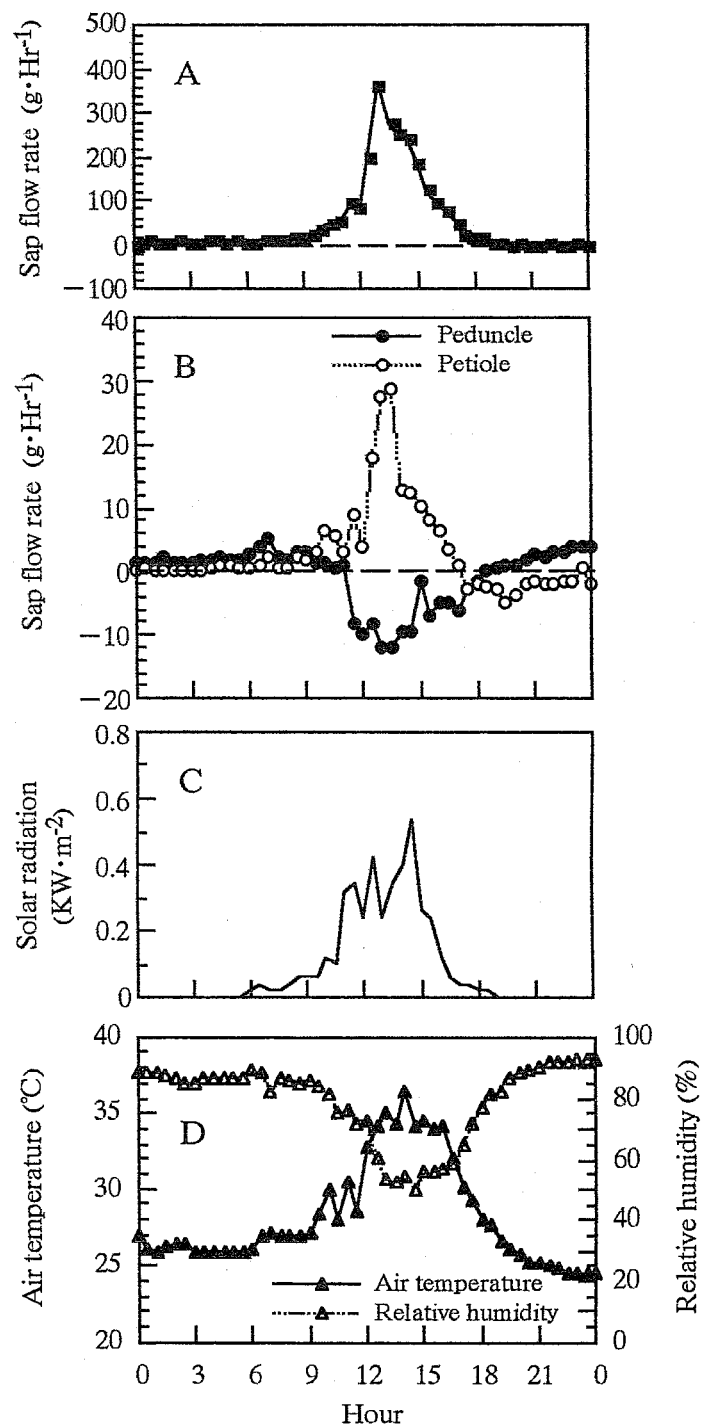 500
400
300
200
100
0
−100
Sap flow rate (g・Hr-1)
A
40
30
20
10
0
−10
−20
Sap flow rate (g・Hr-1)
B
Peduncle
Petiole
0.8
0.6
0.4
0.2
0
Solar radiation
(KW・m-2)
C
40
35
30
25
20
Air temperature (℃)
D
Air temperature
Relative humidity
100
80
60
40
20
0
Relative humidity (%)
0 3 6 9 12 15 18 21 0
Hour